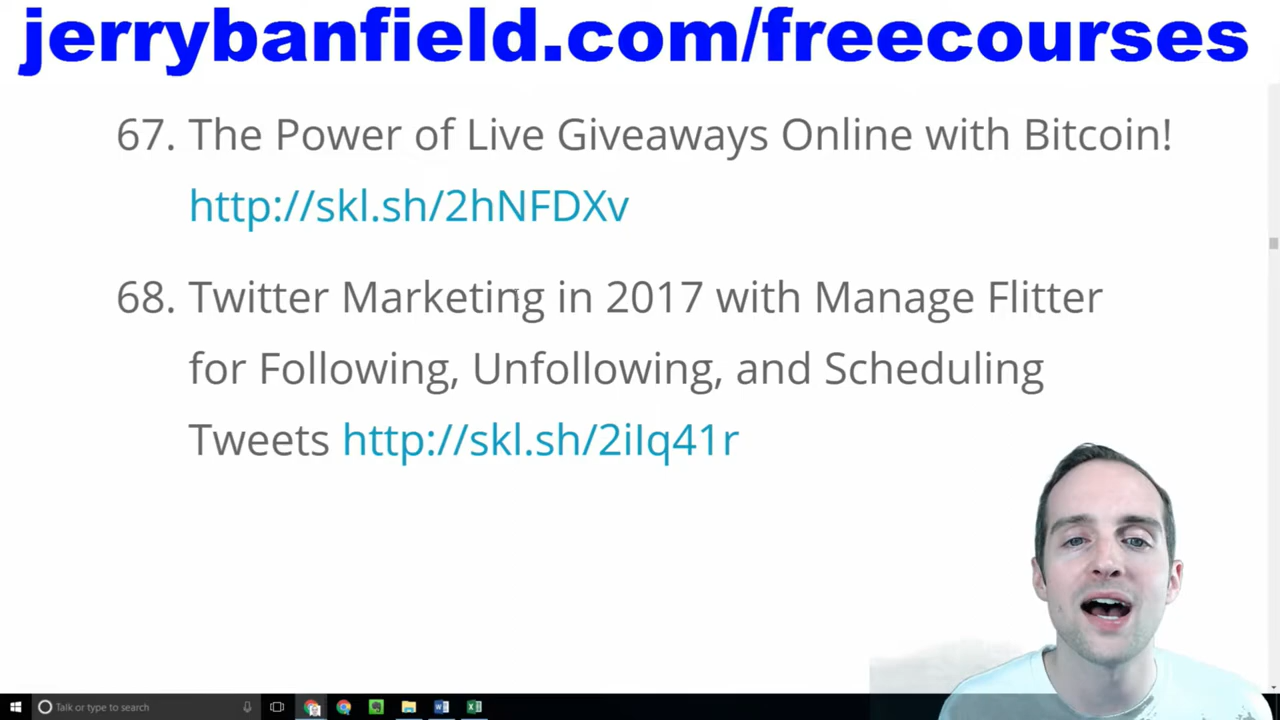 jerrybanfield.com/freecourses
67. The Power of Live Giveaways Online with Bitcoin!
http://skl.sh/2hNFDXv
68. Twitter Marketing in 2017 with Manage Flitter
for Following, Unfollowing, and Scheduling
Tweets http://skl.sh/2iIq41r
Talk or type to search